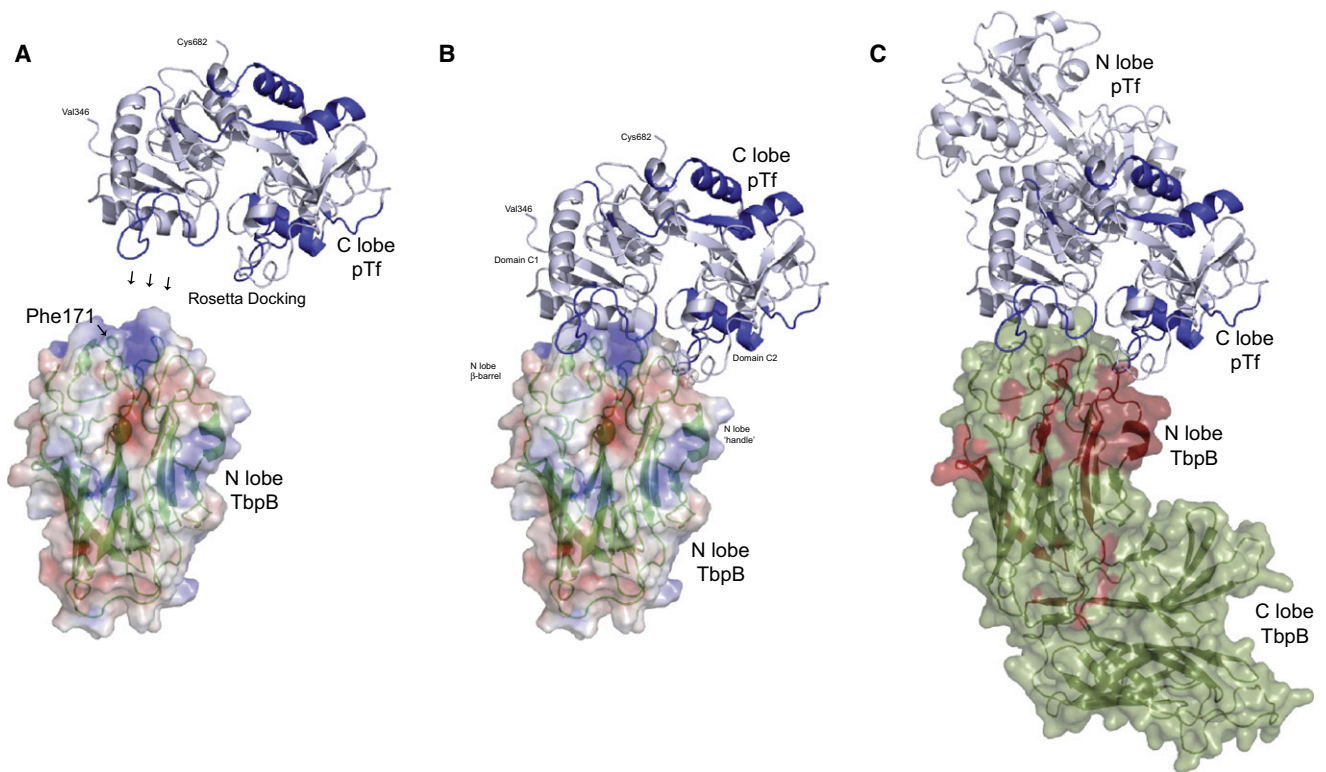 A
Cys682
Val346
C lobe
pTf
↓ ↓ ↓
Rosetta Docking
Phe171
N lobe
TbpB
B
Cys682
C lobe
pTf
Val346
Domain C1
Domain C2
N lobe
β-barrel
N lobe
'handle'
N lobe
TbpB
C
N lobe
pTf
C lobe
pTf
N lobe
TbpB
C lobe
TbpB